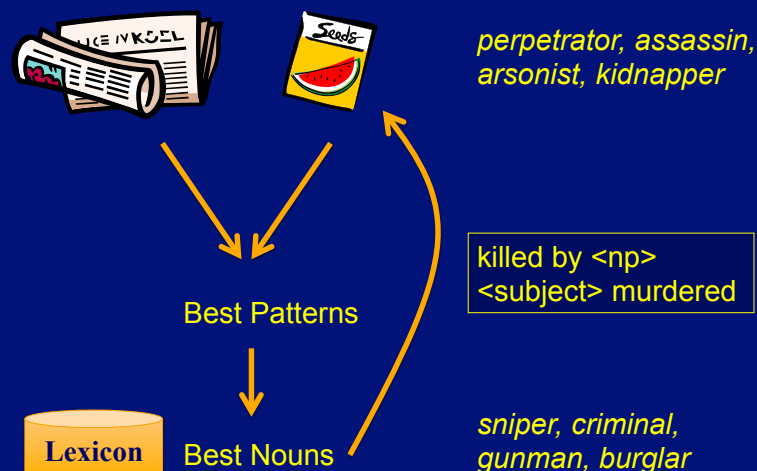 Seeds
perpetrator, assassin,
arsonist, kidnapper
killed by <np>
<subject> murdered
Best Patterns
Lexicon
Best Nouns
sniper, criminal,
gunman, burglar